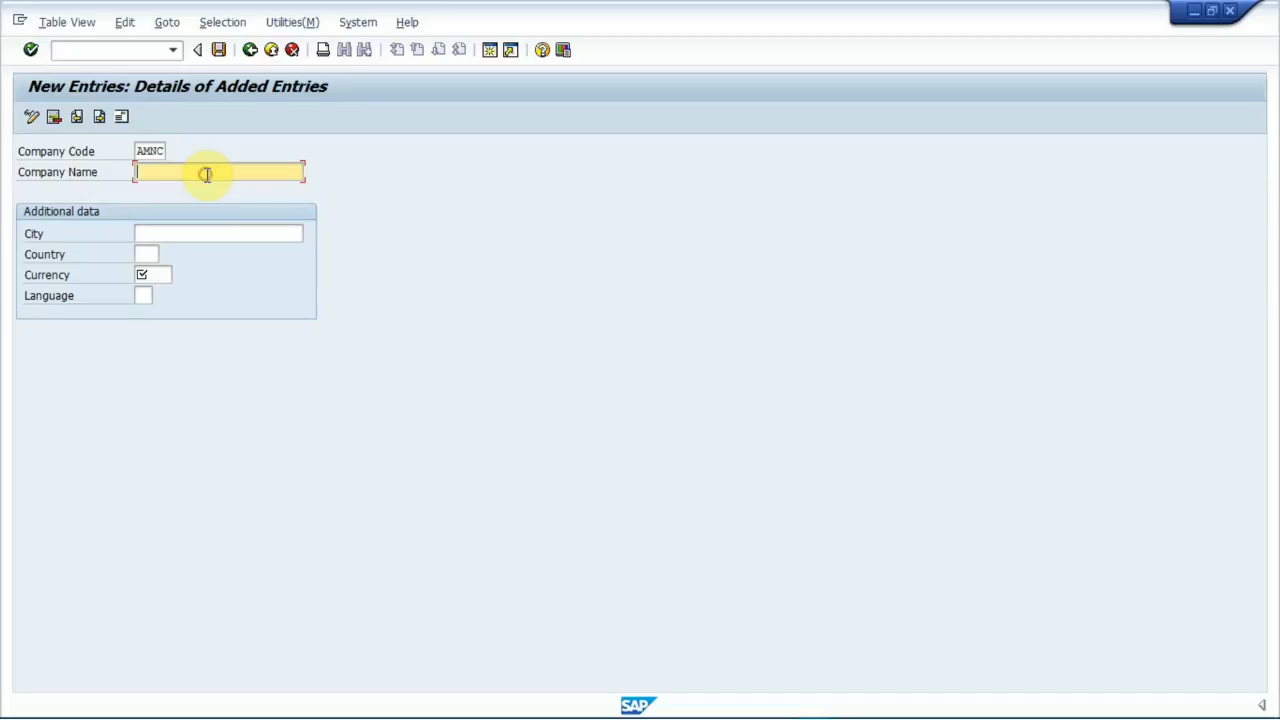 Table View Edit Goto Selection Utilities(M) System Help
New Entries: Details of Added Entries
Company Code AMNC
Company Name
Additional data
City
Country
Currency
Language
SAP